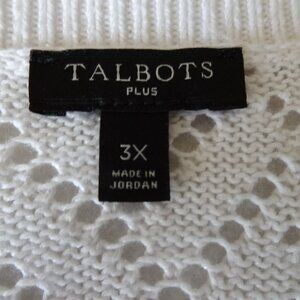 TALBOTS
PLUS
3X
MADE IN
JORDAN